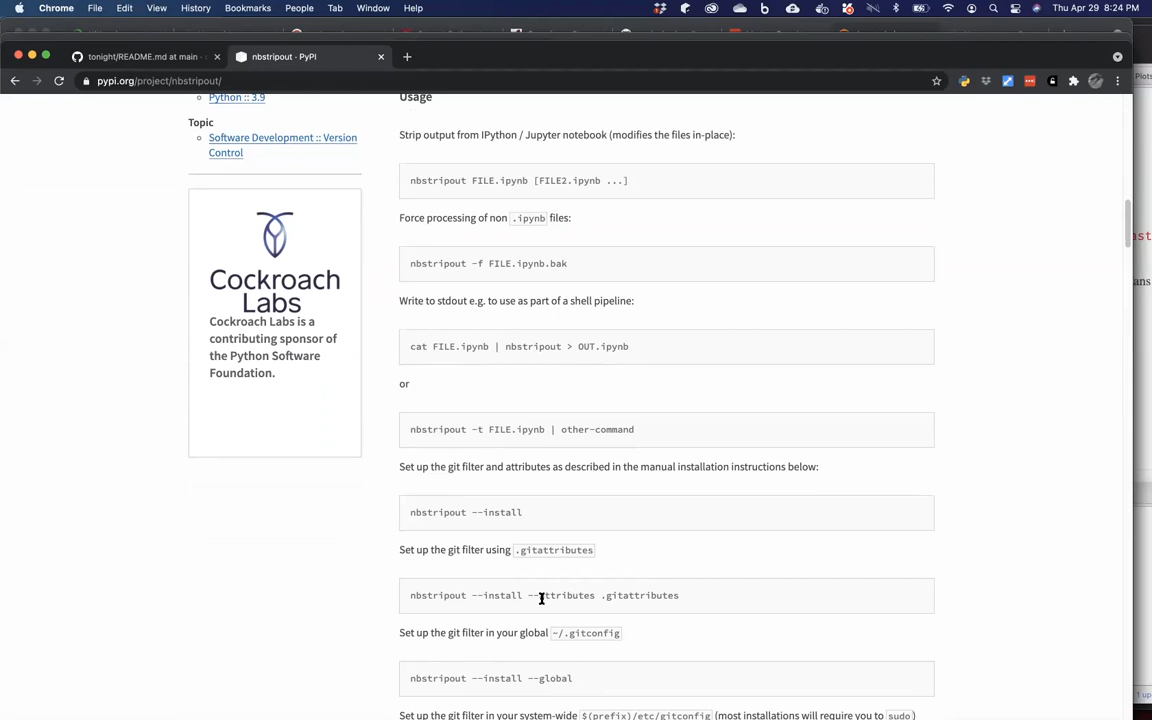 Chrome File Edit View History Bookmarks People Tab Window Help
Thu Apr 29 8:24 PM
tonight/README.md at main ·
nbstripout · PyPI
pypi.org/project/nbstripout/
Plots
Python :: 3.9
Topic
Software Development :: Version
Control
Cockroach
Labs
Cockroach Labs is a
contributing sponsor of
the Python Software
Foundation.
Usage
Strip output from IPython / Jupyter notebook (modifies the files in-place):
nbstripout FILE.ipynb [FILE2.ipynb ...]
Force processing of non .ipynb files:
nbstripout -f FILE.ipynb.bak
Write to stdout e.g. to use as part of a shell pipeline:
cat FILE.ipynb | nbstripout > OUT.ipynb
or
nbstripout -t FILE.ipynb | other-command
Set up the git filter and attributes as described in the manual installation instructions below:
nbstripout --install
Set up the git filter using .gitattributes
nbstripout --install --attributes .gitattributes
Set up the git filter in your global ~/.gitconfig
nbstripout --install --global
Set up the git filter in your system-wide $(prefix)/etc/gitconfig (most installations will require you to sudo)
ast
ans
1 up